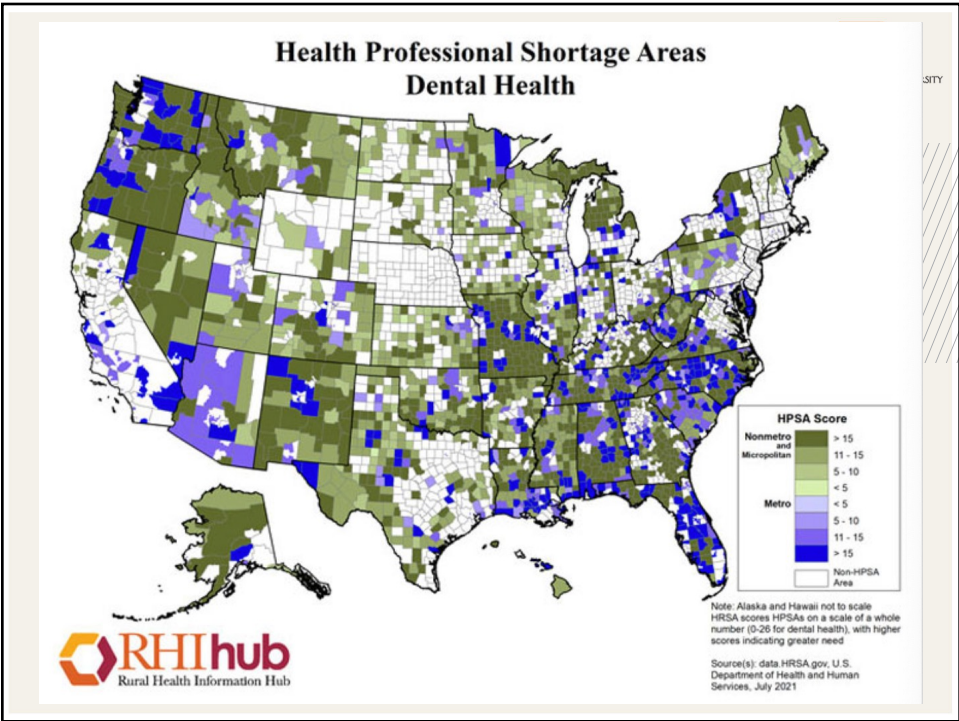 Health Professional Shortage Areas
Dental Health
SITY
HPSA Score
Nonmetro
and
Micropolitan
> 15
11 - 15
5 - 10
< 5
Metro
< 5
5 - 10
11 - 15
> 15
Non-HPSA
Area
Note: Alaska and Hawaii not to scale
HRSA scores HPSAs on a scale of a whole
number (0-26 for dental health), with higher
scores indicating greater need
Source(s): data.HRSA.gov, U.S.
Department of Health and Human
Services, July 2021
RHIhub
Rural Health Information Hub